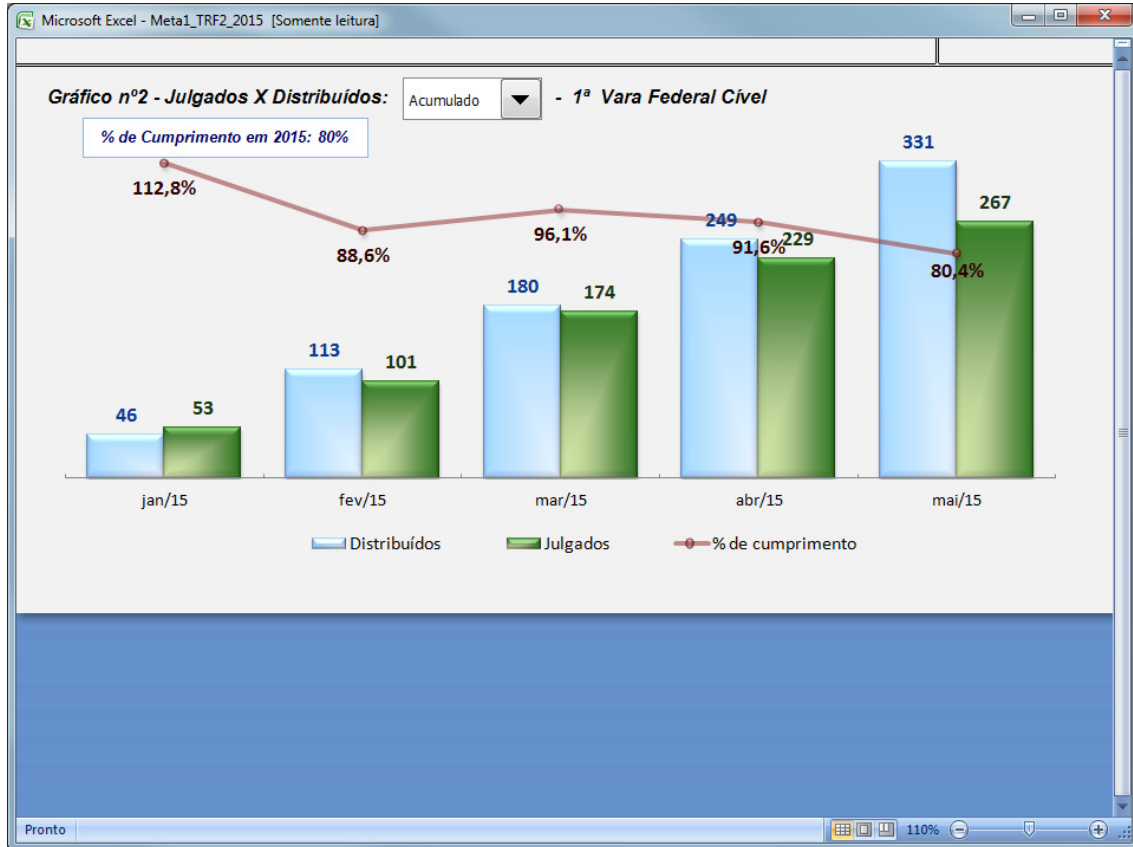 Microsoft Excel - Meta1_TRF2_2015 [Somente leitura]
Gráfico nº2 - Julgados X Distribuídos: Acumulado - 1ª Vara Federal Cível
% de Cumprimento em 2015: 80%
112,8%
88,6%
96,1%
91,6%
80,4%
46 53
113 101
180 174
249 229
331 267
jan/15 fev/15 mar/15 abr/15 mai/15
Distribuídos Julgados % de cumprimento
Pronto 110%